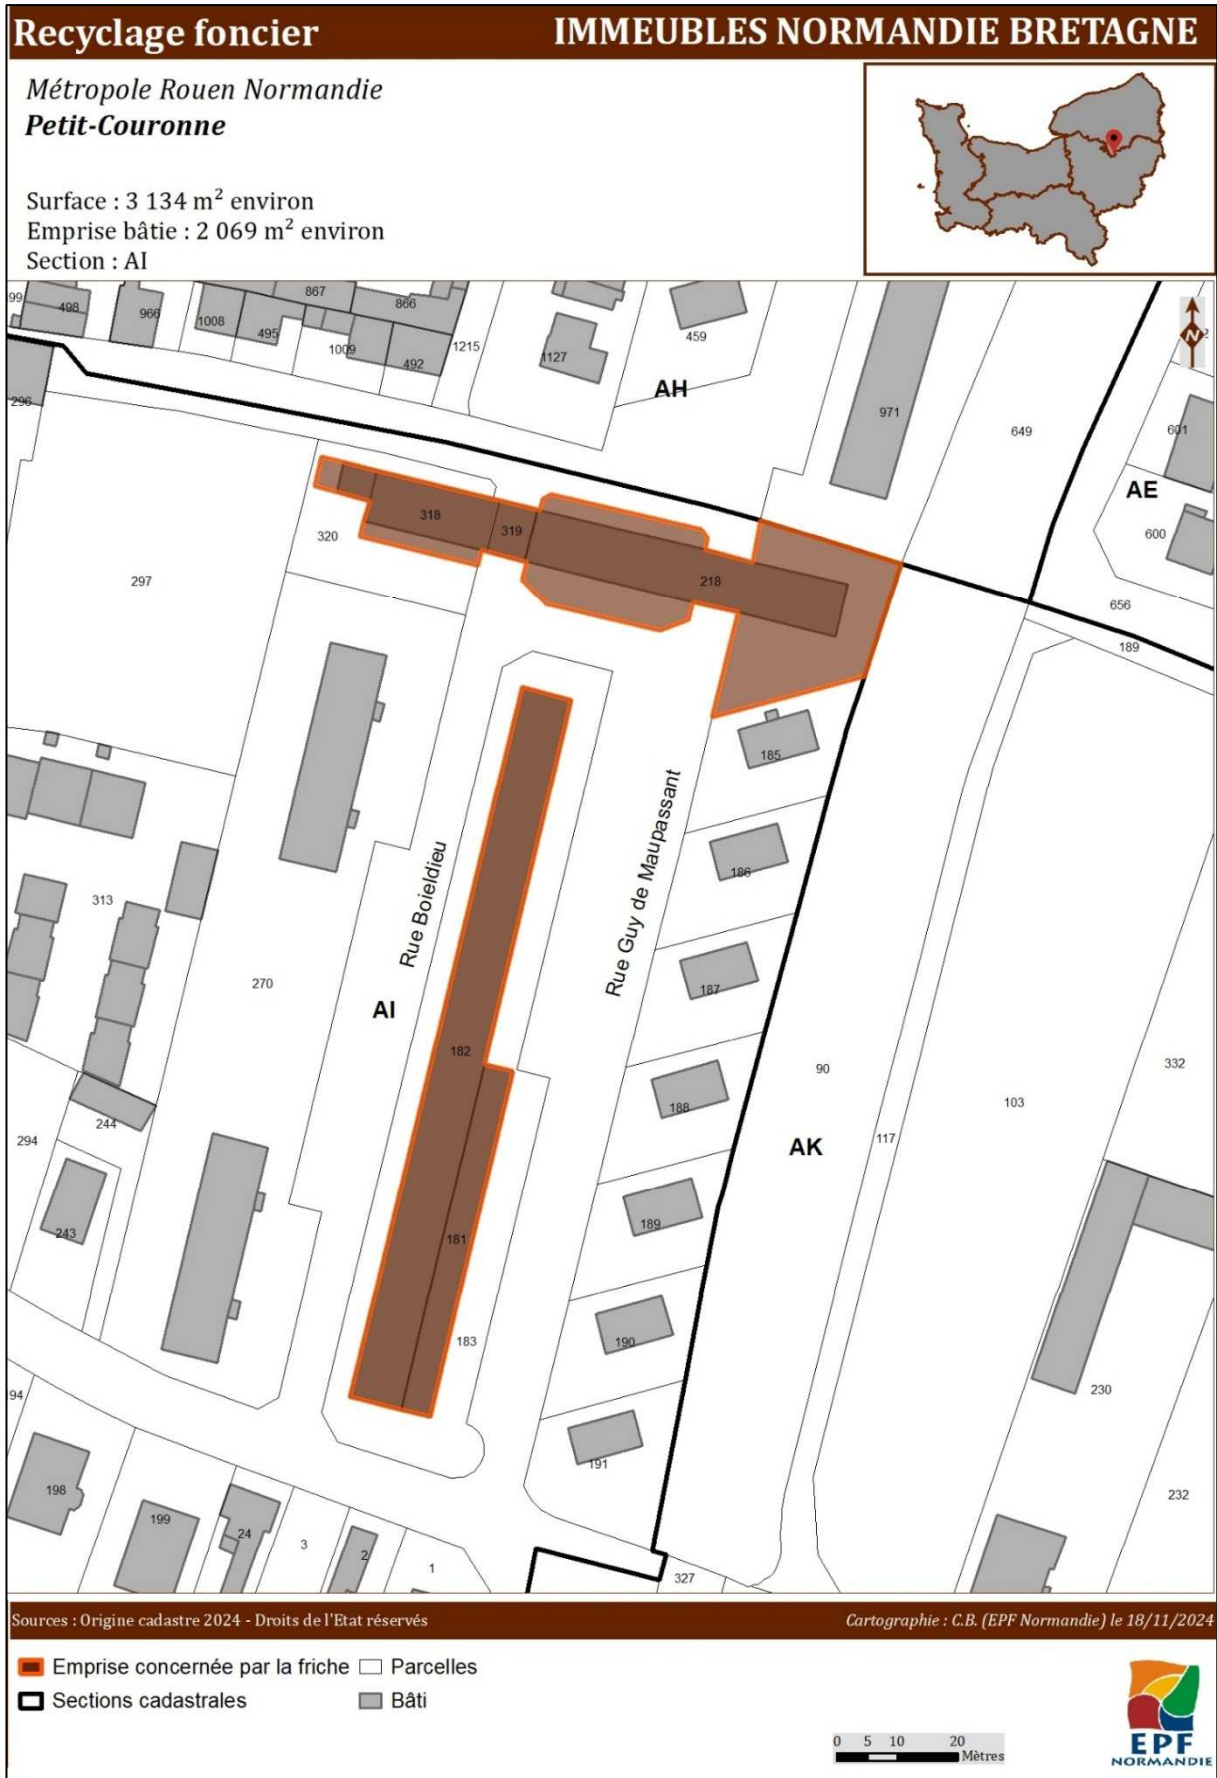 Recyclage foncier
IMMEUBLES NORMANDIE BRETAGNE
Métropole Rouen Normandie
Petit-Couronne
Surface : 3 134 m² environ
Emprise bâtie : 2 069 m² environ
Section : AI
99
498
966
1008
495
867
866
1009
492
1215
1127
459
AH
971
649
601
AE
600
656
189
296
N
297
320
318
319
218
185
186
187
188
189
190
191
Rue Boieldieu
Rue Guy de Maupassant
313
270
AI
182
181
183
244
294
243
90
AK
117
103
332
230
232
94
198
199
24
3
2
1
327
Sources : Origine cadastre 2024 - Droits de l'Etat réservés
Cartographie : C.B. (EPF Normandie) le 18/11/2024
Emprise concernée par la friche
Parcelles
Sections cadastrales
Bâti
0 5 10 20
Mètres
EPF
NORMANDIE